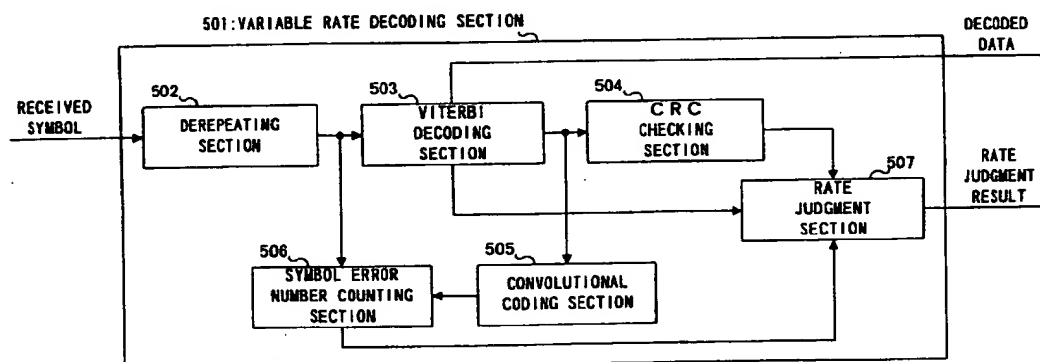 501:VARIABLE RATE DECODING SECTION
DECODED
DATA
RECEIVED
SYMBOL
502
DEREPEATING
SECTION
503
VITERBI
DECODING
SECTION
504
CRC
CHECKING
SECTION
507
RATE
JUDGMENT
SECTION
RATE
JUDGMENT
RESULT
506
SYMBOL ERROR
NUMBER COUNTING
SECTION
505
CONVOLUTIONAL
CODING SECTION